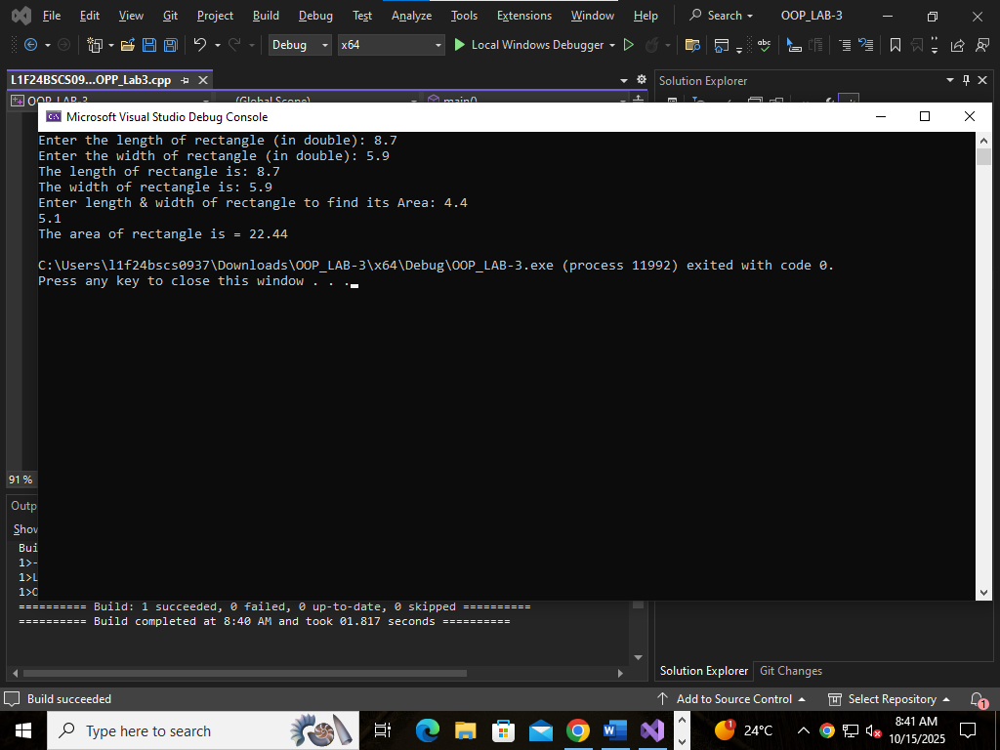 File Edit View Git Project Build Debug Test Analyze Tools Extensions Window Help Search OOP_LAB-3
Debug x64 Local Windows Debugger
L1F24BSCS09...OPP_Lab3.cpp
Solution Explorer
OOP_LAB-3 (Global Scope) main()
Microsoft Visual Studio Debug Console
Enter the length of rectangle (in double): 8.7
Enter the width of rectangle (in double): 5.9
The length of rectangle is: 8.7
The width of rectangle is: 5.9
Enter length & width of rectangle to find its Area: 4.4
5.1
The area of rectangle is = 22.44
C:\Users\l1f24bscs0937\Downloads\OOP_LAB-3\x64\Debug\OOP_LAB-3.exe (process 11992) exited with code 0.
Press any key to close this window . . .
91 %
Outp
Show
Bui
1>-
1>L
1>O
========== Build: 1 succeeded, 0 failed, 0 up-to-date, 0 skipped ==========
========== Build completed at 8:40 AM and took 01.817 seconds ==========
Solution Explorer Git Changes
Build succeeded Add to Source Control Select Repository 1
Type here to search 1 24°C 8:41 AM
10/15/2025